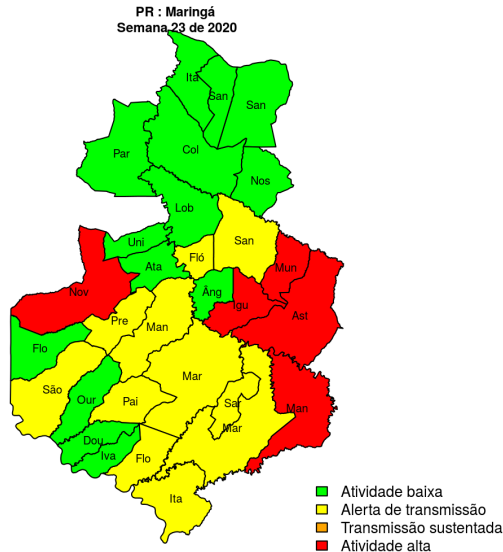 PR : Maringá
Semana 23 de 2020
Itá
San
San
Par
Col
Nos
Lob
Uni
San
Fló
Ata
Mun
Nov
Âng
Igu
Ast
Pre
Man
Flo
Mar
São
Our
Pai
Sar
Man
Mar
Dou
Iva
Flo
Ita
Atividade baixa
Alerta de transmissão
Transmissão sustentada
Atividade alta